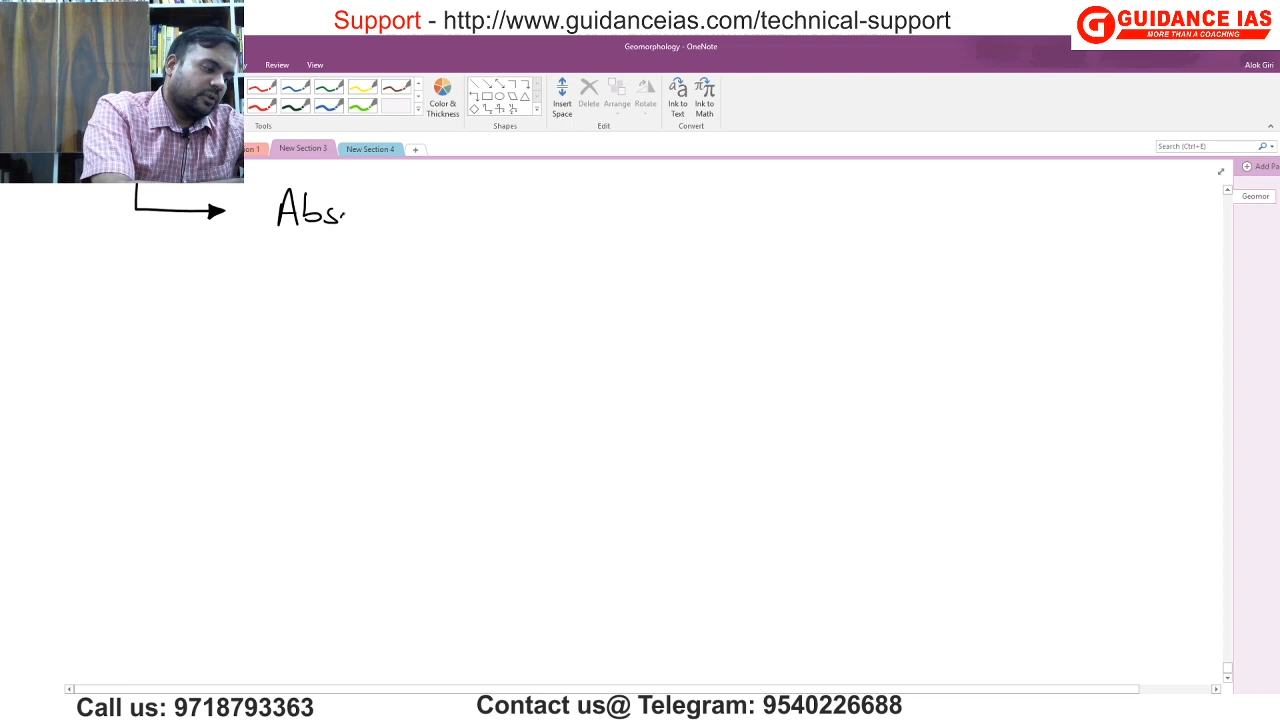 Support - http://www.guidanceias.com/technical-support
GUIDANCE IAS
MORE THAN A COACHING
Geomorphology - OneNote
Alok Giri
Review View
Color & Thickness
Insert Space
Delete
Arrange
Rotate
Ink to Text
Ink to Math
Tools
Shapes
Edit
Convert
New Section 3
New Section 4
Search (Ctrl+E)
Add Pa
Geomor
Abs
Call us: 9718793363
Contact us@ Telegram: 9540226688